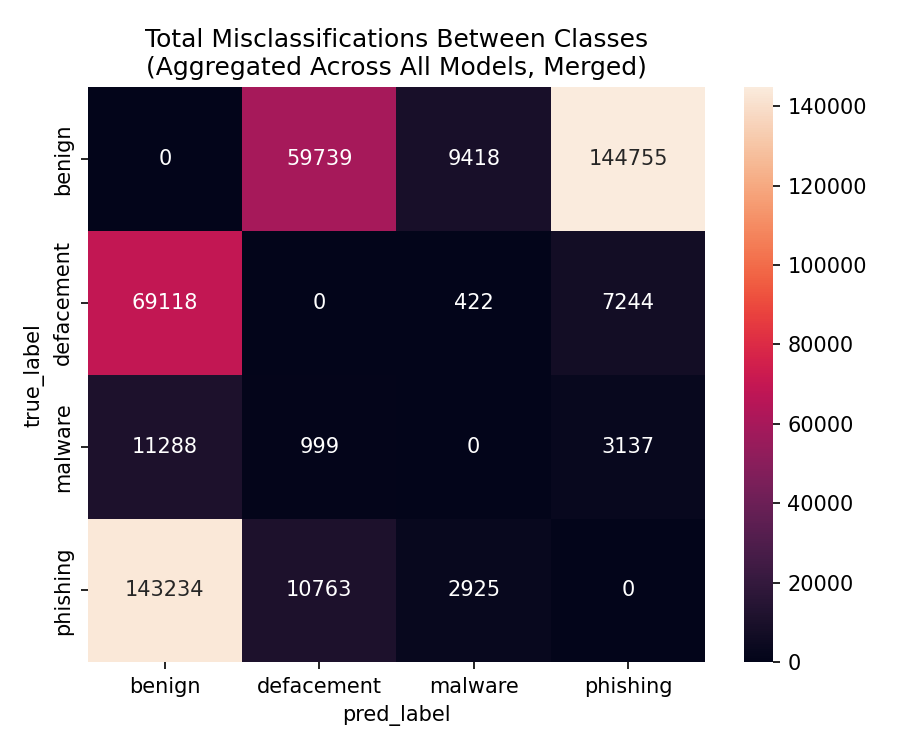 Total Misclassifications Between Classes
(Aggregated Across All Models, Merged)
true_label
benign
defacement
malware
phishing
0 59739 9418 144755
69118 0 422 7244
11288 999 0 3137
143234 10763 2925 0
benign defacement malware phishing
pred_label
140000
120000
100000
80000
60000
40000
20000
0